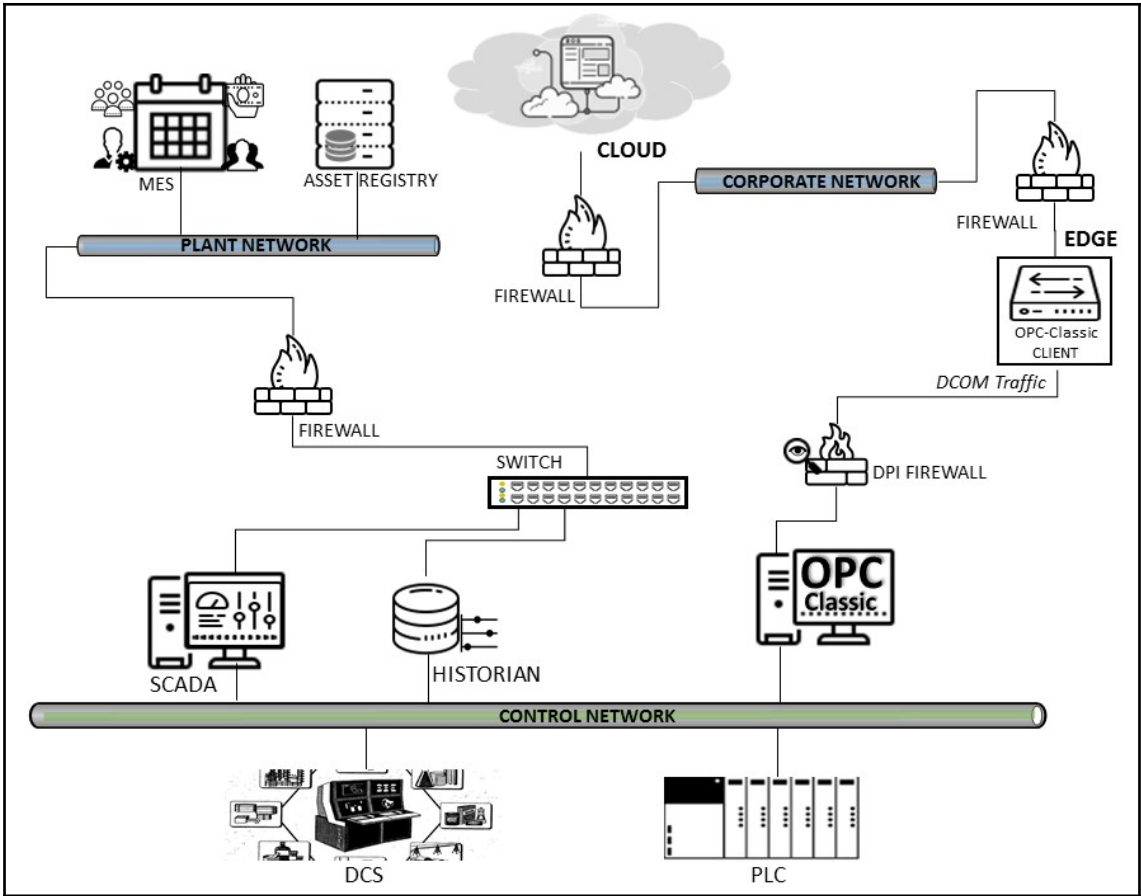 CLOUD
MES
ASSET REGISTRY
CORPORATE NETWORK
FIREWALL
EDGE
PLANT NETWORK
FIREWALL
OPC-Classic
CLIENT
DCOM Traffic
FIREWALL
SWITCH
DPI FIREWALL
OPC
Classic
SCADA
HISTORIAN
CONTROL NETWORK
DCS
PLC